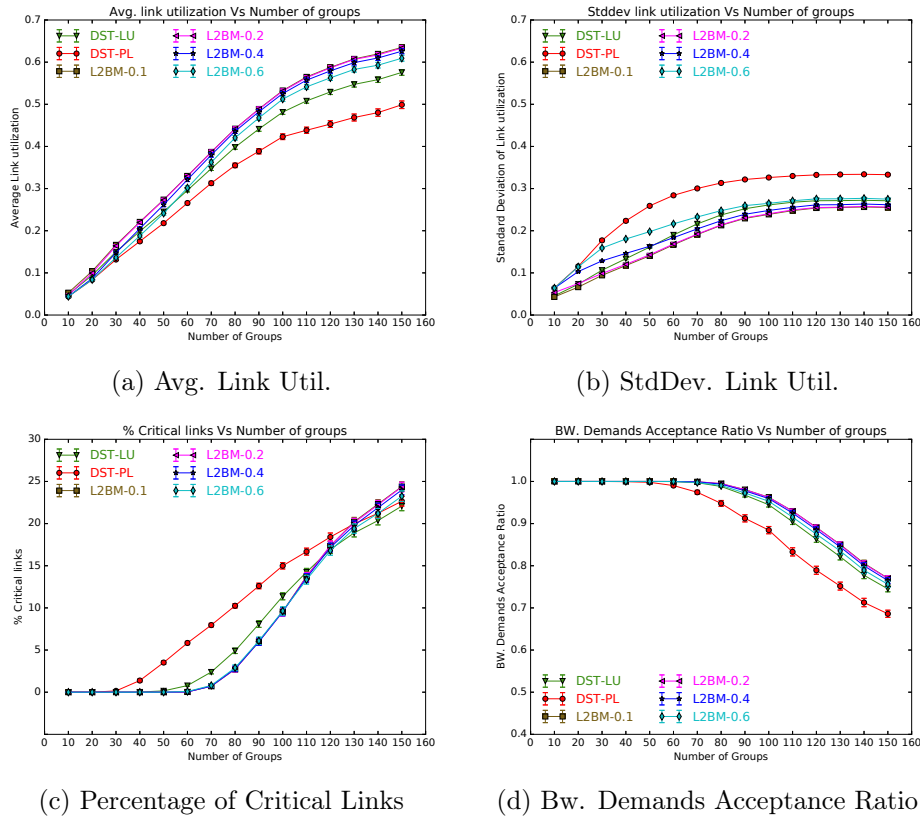 Avg. link utilization Vs Number of groups
DST-LU L2BM-0.2
DST-PL L2BM-0.4
L2BM-0.1 L2BM-0.6
Average Link utilization
0.7
0.6
0.5
0.4
0.3
0.2
0.1
0.0
0 10 20 30 40 50 60 70 80 90 100 110 120 130 140 150 160
Number of Groups
(a) Avg. Link Util.
Stddev link utilization Vs Number of groups
DST-LU L2BM-0.2
DST-PL L2BM-0.4
L2BM-0.1 L2BM-0.6
Standard Deviation of Link utilization
0.7
0.6
0.5
0.4
0.3
0.2
0.1
0.0
0 10 20 30 40 50 60 70 80 90 100 110 120 130 140 150 160
Number of Groups
(b) StdDev. Link Util.
% Critical links Vs Number of groups
DST-LU L2BM-0.2
DST-PL L2BM-0.4
L2BM-0.1 L2BM-0.6
% Critical links
30
25
20
15
10
5
0
0 10 20 30 40 50 60 70 80 90 100 110 120 130 140 150 160
Number of Groups
(c) Percentage of Critical Links
BW. Demands Acceptance Ratio Vs Number of groups
BW. Demands Acceptance Ratio
1.0
0.9
0.8
0.7
0.6
0.5
0.4
DST-LU L2BM-0.2
DST-PL L2BM-0.4
L2BM-0.1 L2BM-0.6
0 10 20 30 40 50 60 70 80 90 100 110 120 130 140 150 160
Number of Groups
(d) Bw. Demands Acceptance Ratio